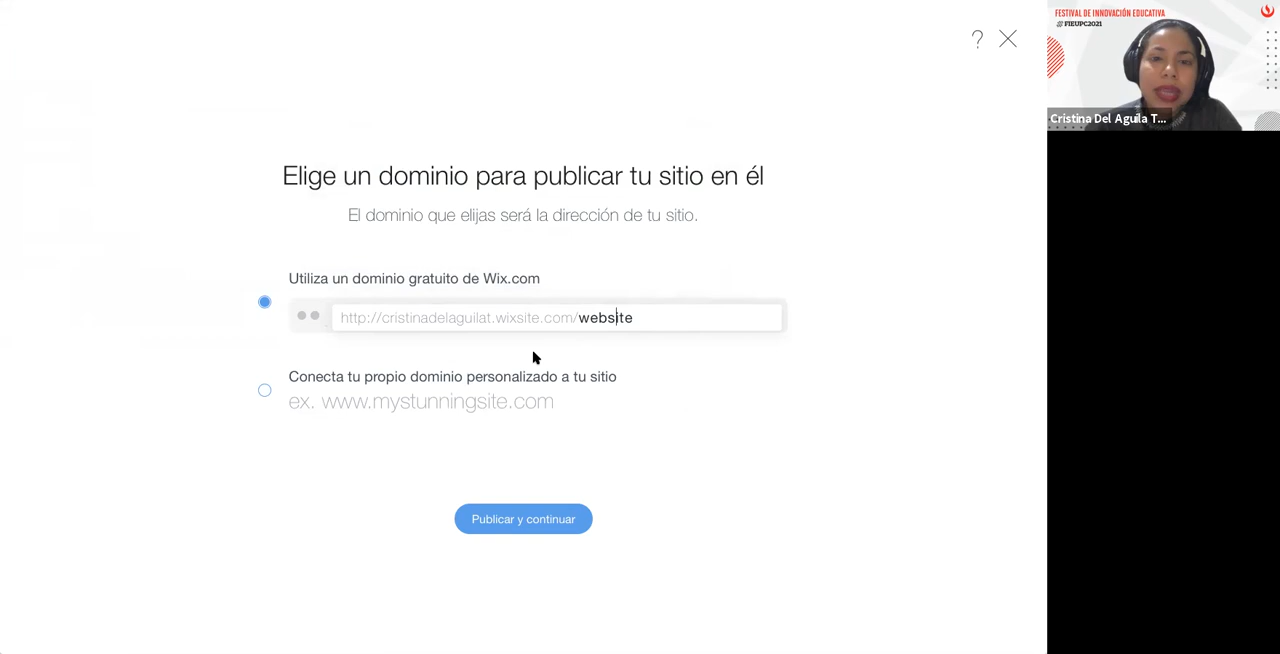 FESTIVAL DE INNOVACIÓN EDUCATIVA
# FIEUPC2021
?
Cristina Del Aguila T...
Elige un dominio para publicar tu sitio en él
El dominio que elijas será la dirección de tu sitio.
Utiliza un dominio gratuito de Wix.com
http://cristinadelaguilat.wixsite.com/website
Conecta tu propio dominio personalizado a tu sitio
ex. www.mystunningsite.com
Publicar y continuar